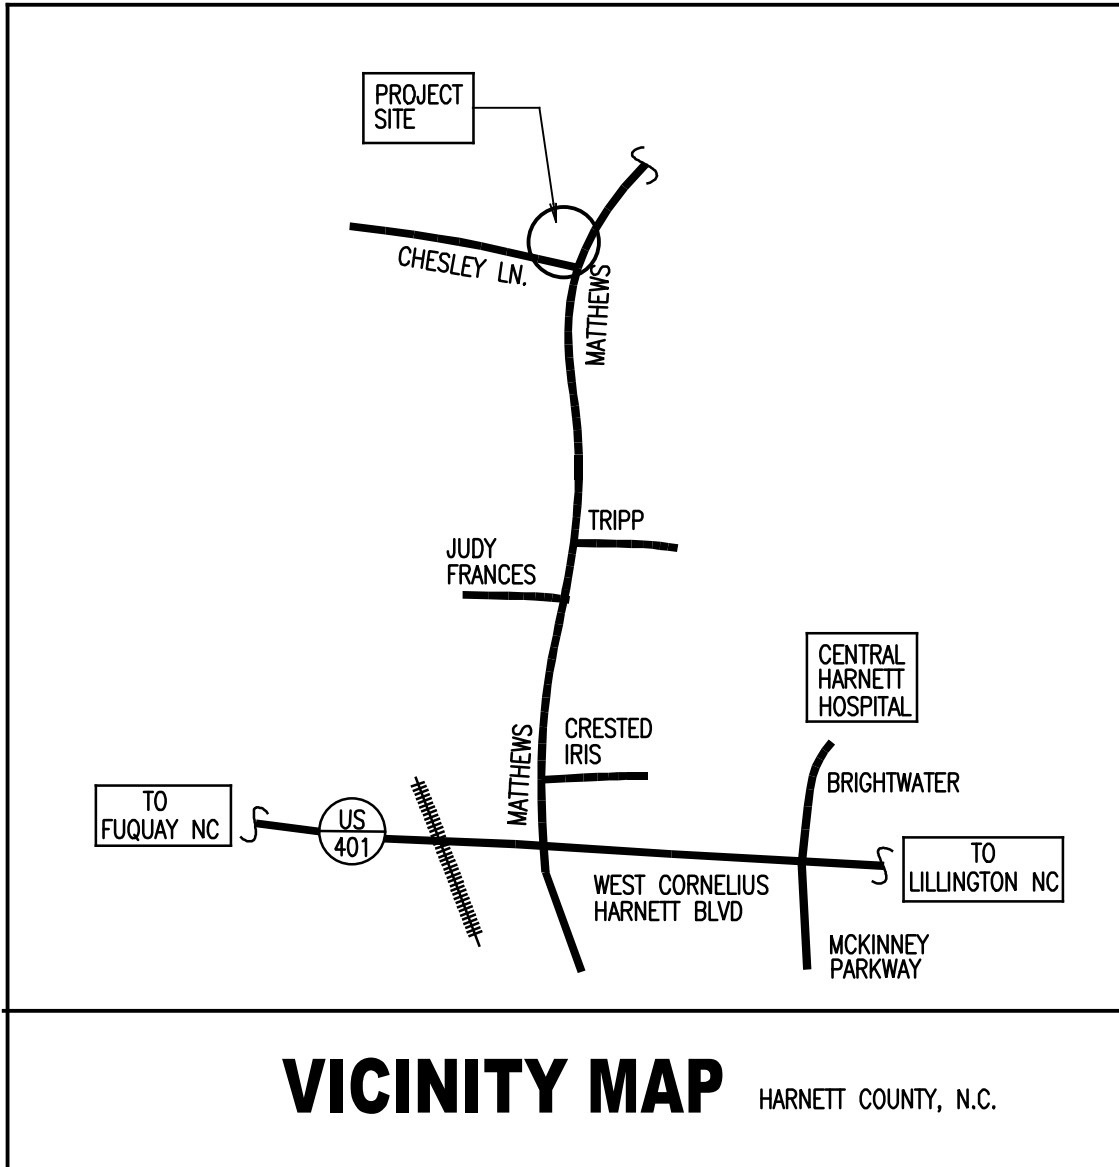 PROJECT
SITE
CHESLEY LN.
MATTHEWS
TRIPP
JUDY
FRANCES
CENTRAL
HARNETT
HOSPITAL
CRESTED
IRIS
MATTHEWS
BRIGHTWATER
TO
FUQUAY NC
US
401
TO
LILLINGTON NC
WEST CORNELIUS
HARNETT BLVD
MCKINNEY
PARKWAY
VICINITY MAP HARNETT COUNTY, N.C.